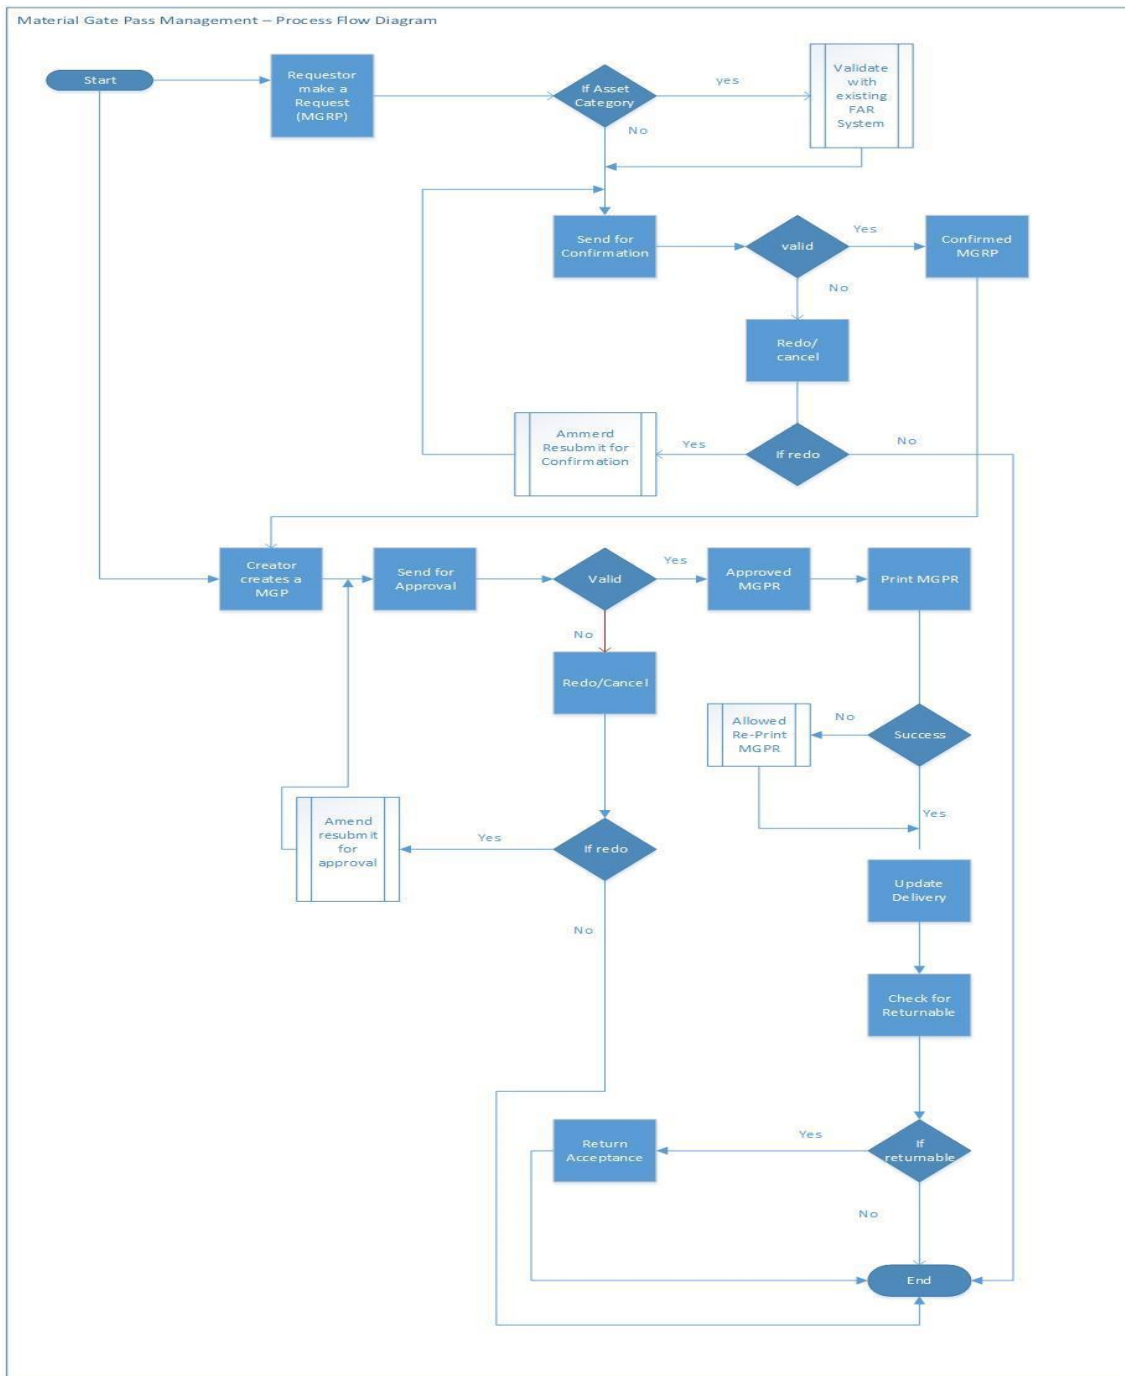 Material Gate Pass Management – Process Flow Diagram
Start
Requestor
make a
Request
(MGRP)
If Asset
Category
yes
Validate
with
existing
FAR
System
No
Send for
Confirmation
valid
Yes
Confirmed
MGRP
No
Redo/
cancel
Ammerd
Resubmit for
Confirmation
Yes
If redo
No
Creator
creates a
MGP
Send for
Approval
Valid
Yes
Approved
MGPR
Print MGPR
No
Redo/Cancel
Allowed
Re-Print
MGPR
No
Success
Yes
Amend
resubmit
for
approval
Yes
If redo
No
Update
Delivery
Check for
Returnable
Return
Acceptance
Yes
If
returnable
No
End